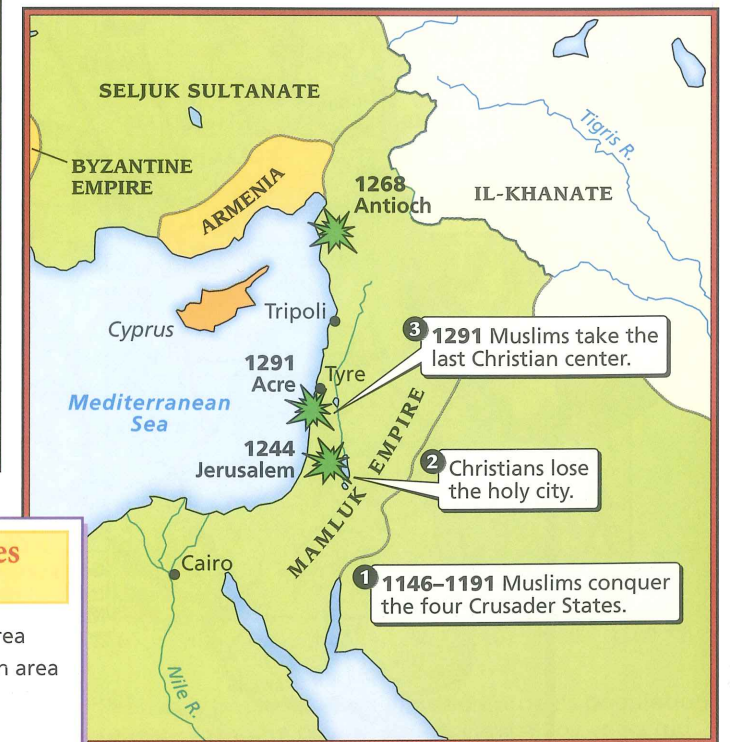 SELJUK SULTANATE
BYZANTINE
EMPIRE
ARMENIA
1268
Antioch
IL-KHANATE
Tigris R.
Cyprus
Tripoli
3 1291 Muslims take the
last Christian center.
1291
Acre
Tyre
Mediterranean
Sea
1244
Jerusalem
MAMLUK EMPIRE
2 Christians lose
the holy city.
Cairo
1 1146–1191 Muslims conquer
the four Crusader States.
Nile R.
es
rea
n area